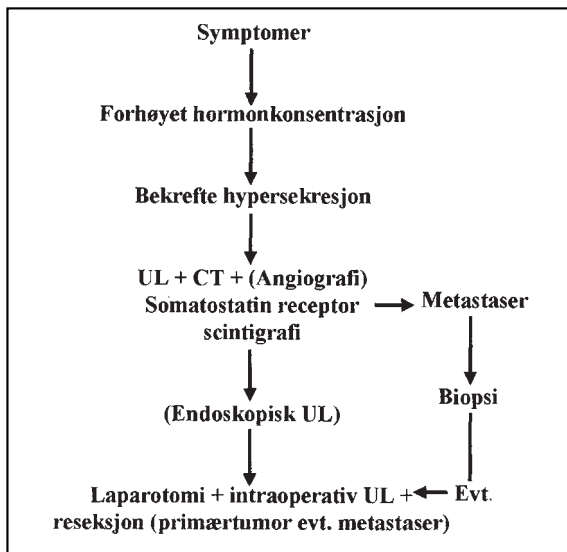 Symptomer
Forhøyet hormonkonsentrasjon
Bekrefte hypersekresjon
UL + CT + (Angiografi)
Somatostatin receptor
scintigrafi
Metastaser
Biopsi
(Endoskopisk UL)
Evt.
Laparotomi + intraoperativ UL +
reseksjon (primærtumor evt. metastaser)